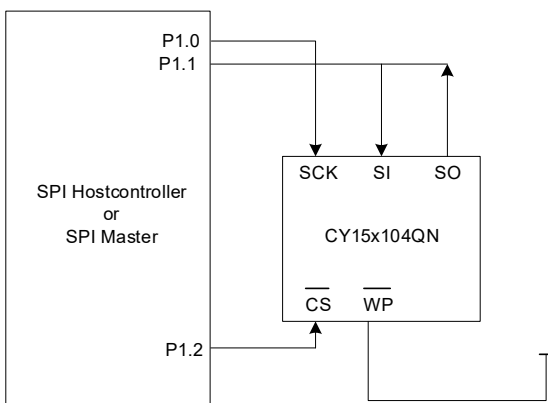 P1.0
P1.1
SCK SI SO
SPI Hostcontroller
or
SPI Master
CY15x104QN
CS WP
P1.2